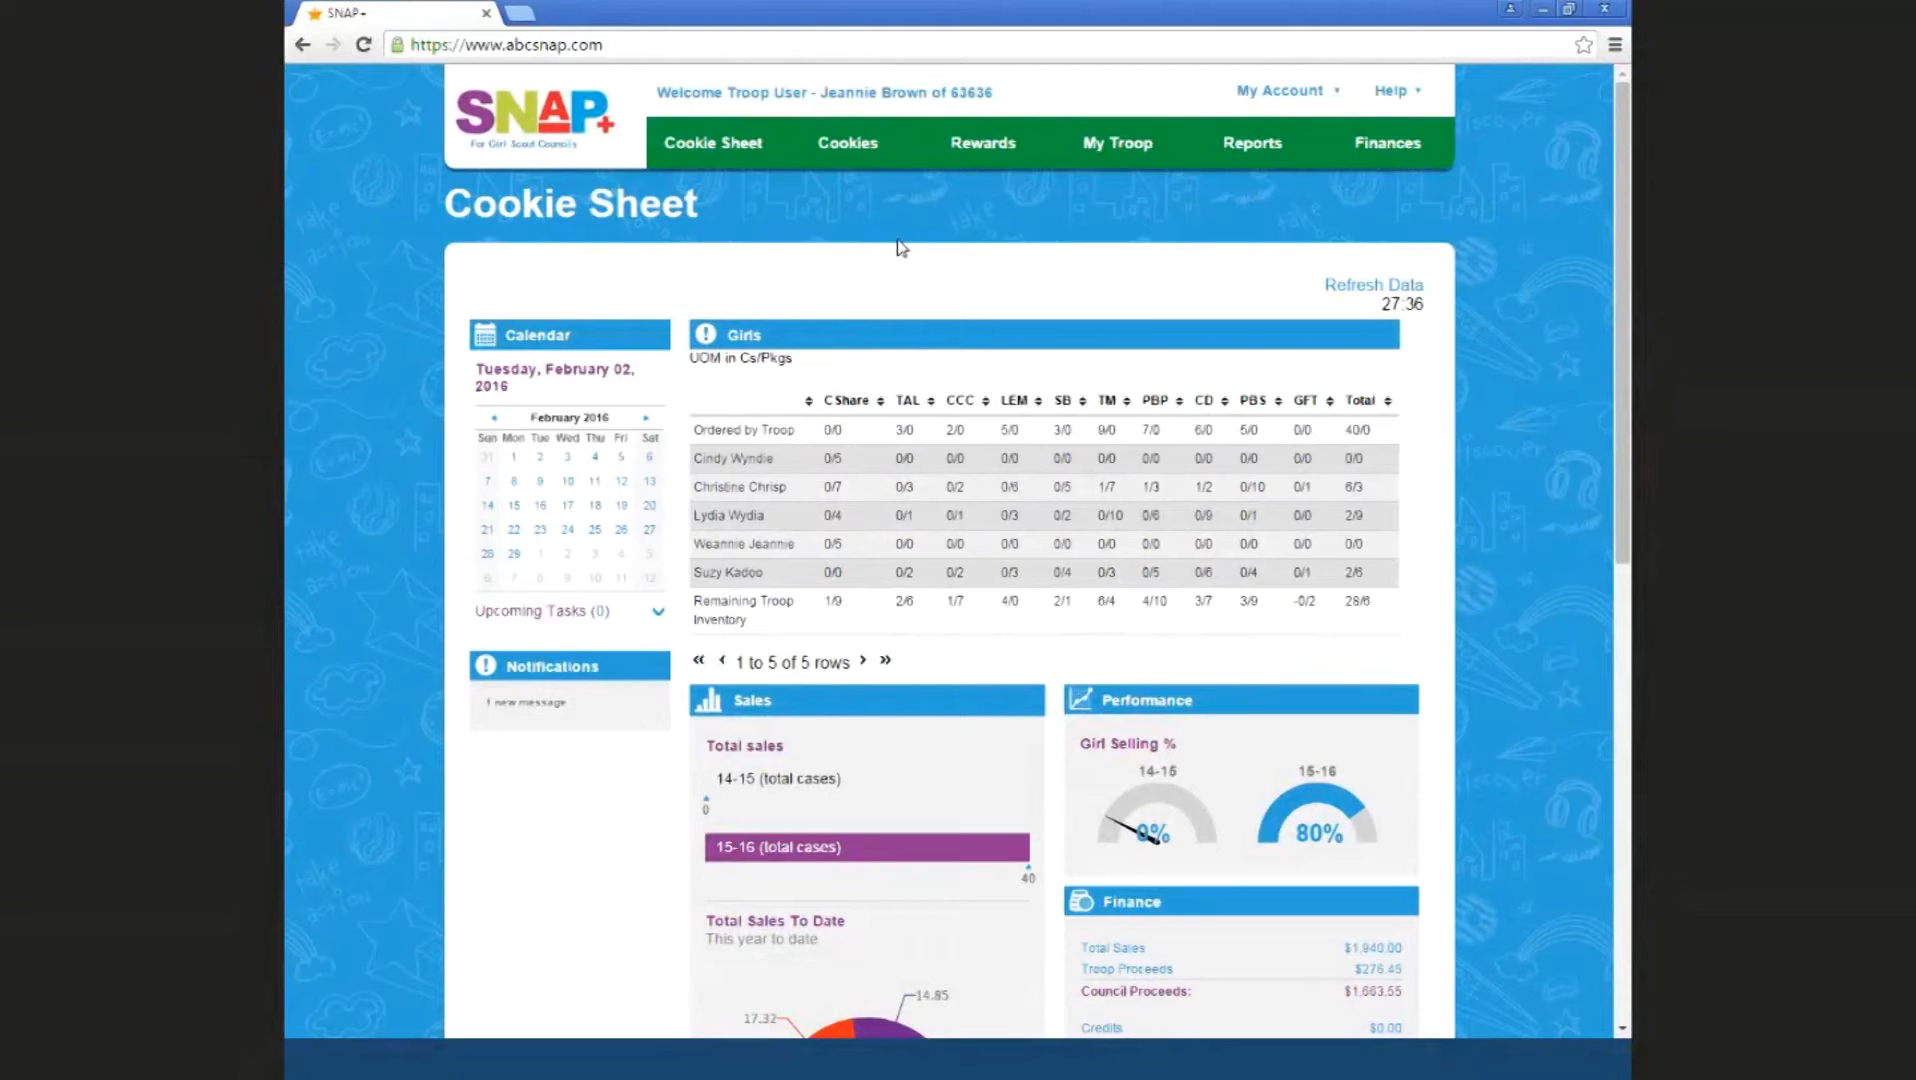 SNAP+
https://www.abcsnap.com
SNAP+
For Girl Scout Councils
Welcome Troop User - Jeannie Brown of 63636
My Account
Help
Cookie Sheet
Cookies
Rewards
My Troop
Reports
Finances
Cookie Sheet
Refresh Data
27:36
Calendar
Tuesday, February 02,
2016
February 2016
Sun Mon Tue Wed Thu Fri Sat
31 1 2 3 4 5 6
7 8 9 10 11 12 13
14 15 16 17 18 19 20
21 22 23 24 25 26 27
28 29 1 2 3 4 5
6 7 8 9 10 11 12
Upcoming Tasks (0)
Notifications
1 new message
Girls
UOM in Cs/Pkgs
CShare TAL CCC LEM SB TM PBP CD PBS GFT Total
Ordered by Troop 0/0 3/0 2/0 5/0 3/0 9/0 7/0 6/0 5/0 0/0 40/0
Cindy Wyndie 0/5 0/0 0/0 0/0 0/0 0/0 0/0 0/0 0/0 0/0 0/0
Christine Chrisp 0/7 0/3 0/2 0/6 0/5 1/7 1/3 1/2 0/10 0/1 6/3
Lydia Wydia 0/4 0/1 0/1 0/3 0/2 0/10 0/6 0/9 0/1 0/0 2/9
Weannie Jeannie 0/5 0/0 0/0 0/0 0/0 0/0 0/0 0/0 0/0 0/0 0/0
Suzy Kadoo 0/0 0/2 0/2 0/3 0/4 0/3 0/5 0/6 0/4 0/1 2/6
Remaining Troop 1/9 2/6 1/7 4/0 2/1 6/4 4/10 3/7 3/9 -0/2 28/6
Inventory
« ‹ 1 to 5 of 5 rows › »
Sales
Total sales
14-15 (total cases)
0
15-16 (total cases)
40
Total Sales To Date
This year to date
14.85
17.32
Performance
Girl Selling %
14-15
15-16
0%
80%
Finance
Total Sales $1,940.00
Troop Proceeds $276.45
Council Proceeds: $1,663.55
Credits $0.00